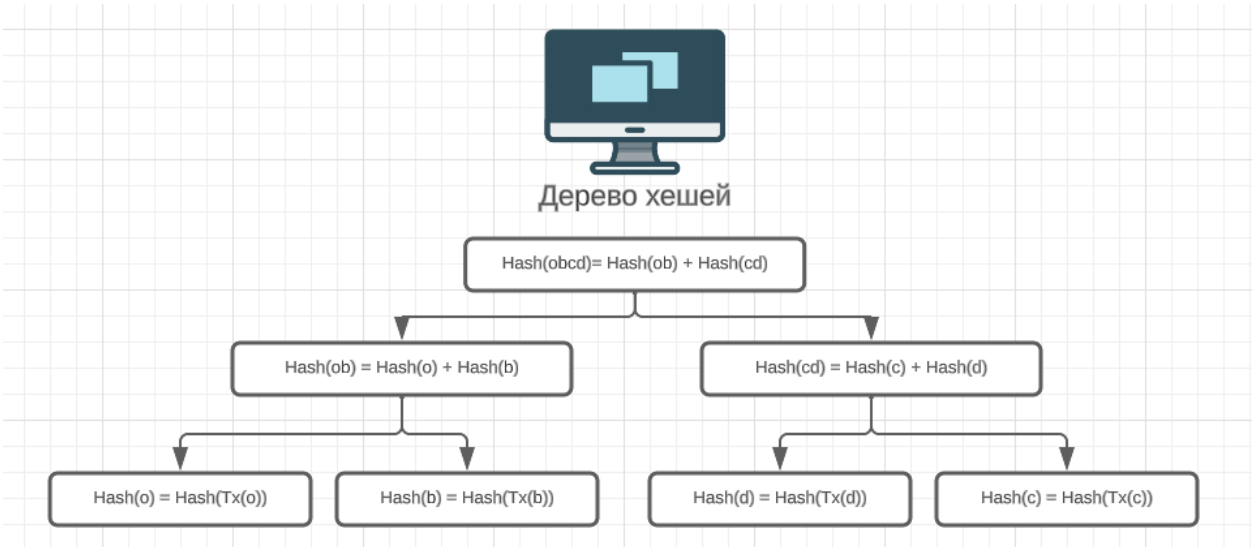 Дерево хешей
Hash(obcd)= Hash(ob) + Hash(cd)
Hash(ob) = Hash(o) + Hash(b)
Hash(cd) = Hash(c) + Hash(d)
Hash(o) = Hash(Tx(o))
Hash(b) = Hash(Tx(b))
Hash(d) = Hash(Tx(d))
Hash(c) = Hash(Tx(c))